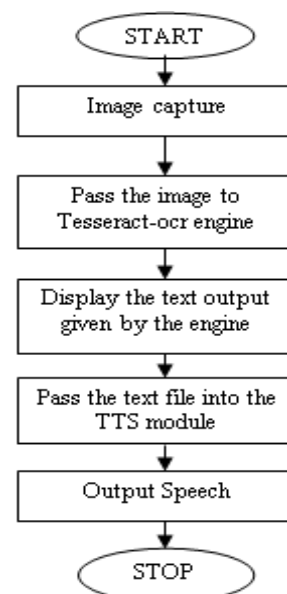 START
Image capture
Pass the image to
Tesseract-ocr engine
Display the text output
given by the engine
Pass the text file into the
TTS module
Output Speech
STOP